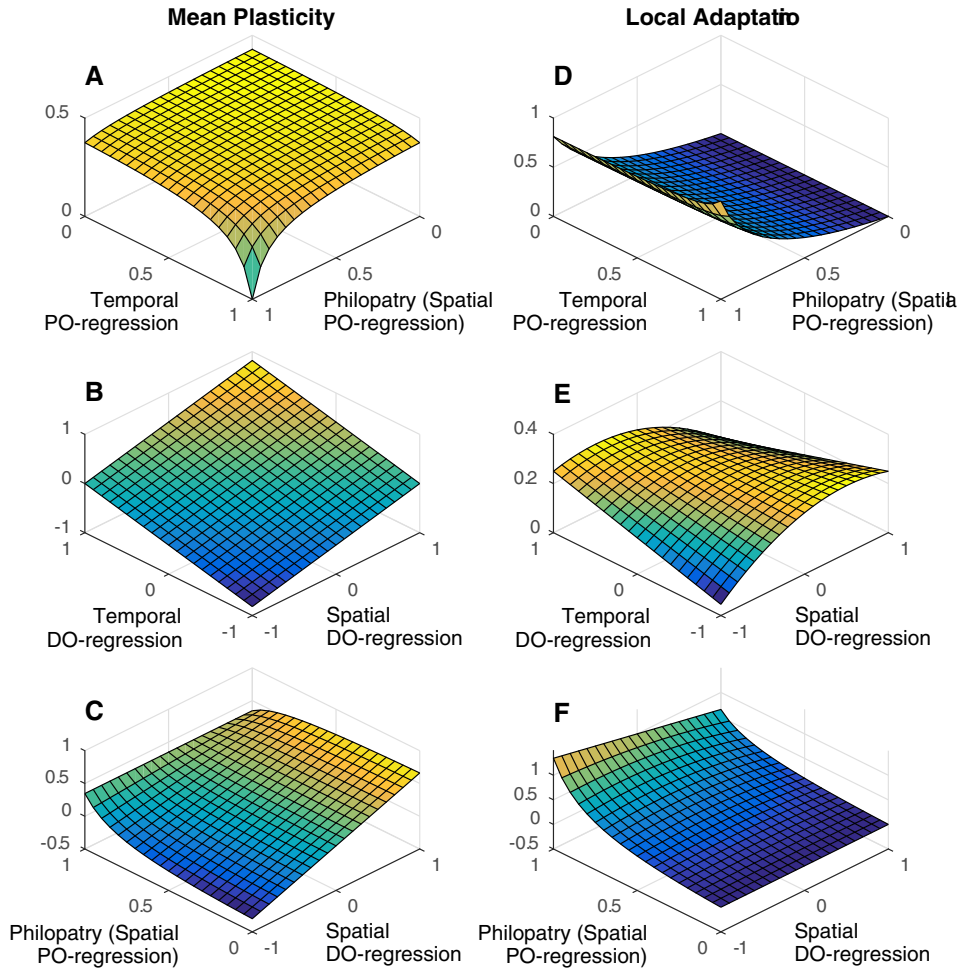 Mean Plasticity
Local Adaptatio
A
0.5
0
0
0.5
1
Temporal
PO-regression
1
0.5
0
Philopatry (Spatial
PO-regression)
D
1
0.5
0
0
0.5
1
Temporal
PO-regression
1
0.5
0
Philopatry (Spatial
PO-regression)
B
1
0
-1
1
0
-1
Temporal
DO-regression
-1
0
1
Spatial
DO-regression
E
0.4
0.2
0
1
0
-1
Temporal
DO-regression
-1
0
1
Spatial
DO-regression
C
1
0.5
0
-0.5
1
0.5
0
Philopatry (Spatial
PO-regression)
-1
0
1
Spatial
DO-regression
F
1
0.5
0
-0.5
1
0.5
0
Philopatry (Spatial
PO-regression)
-1
0
1
Spatial
DO-regression